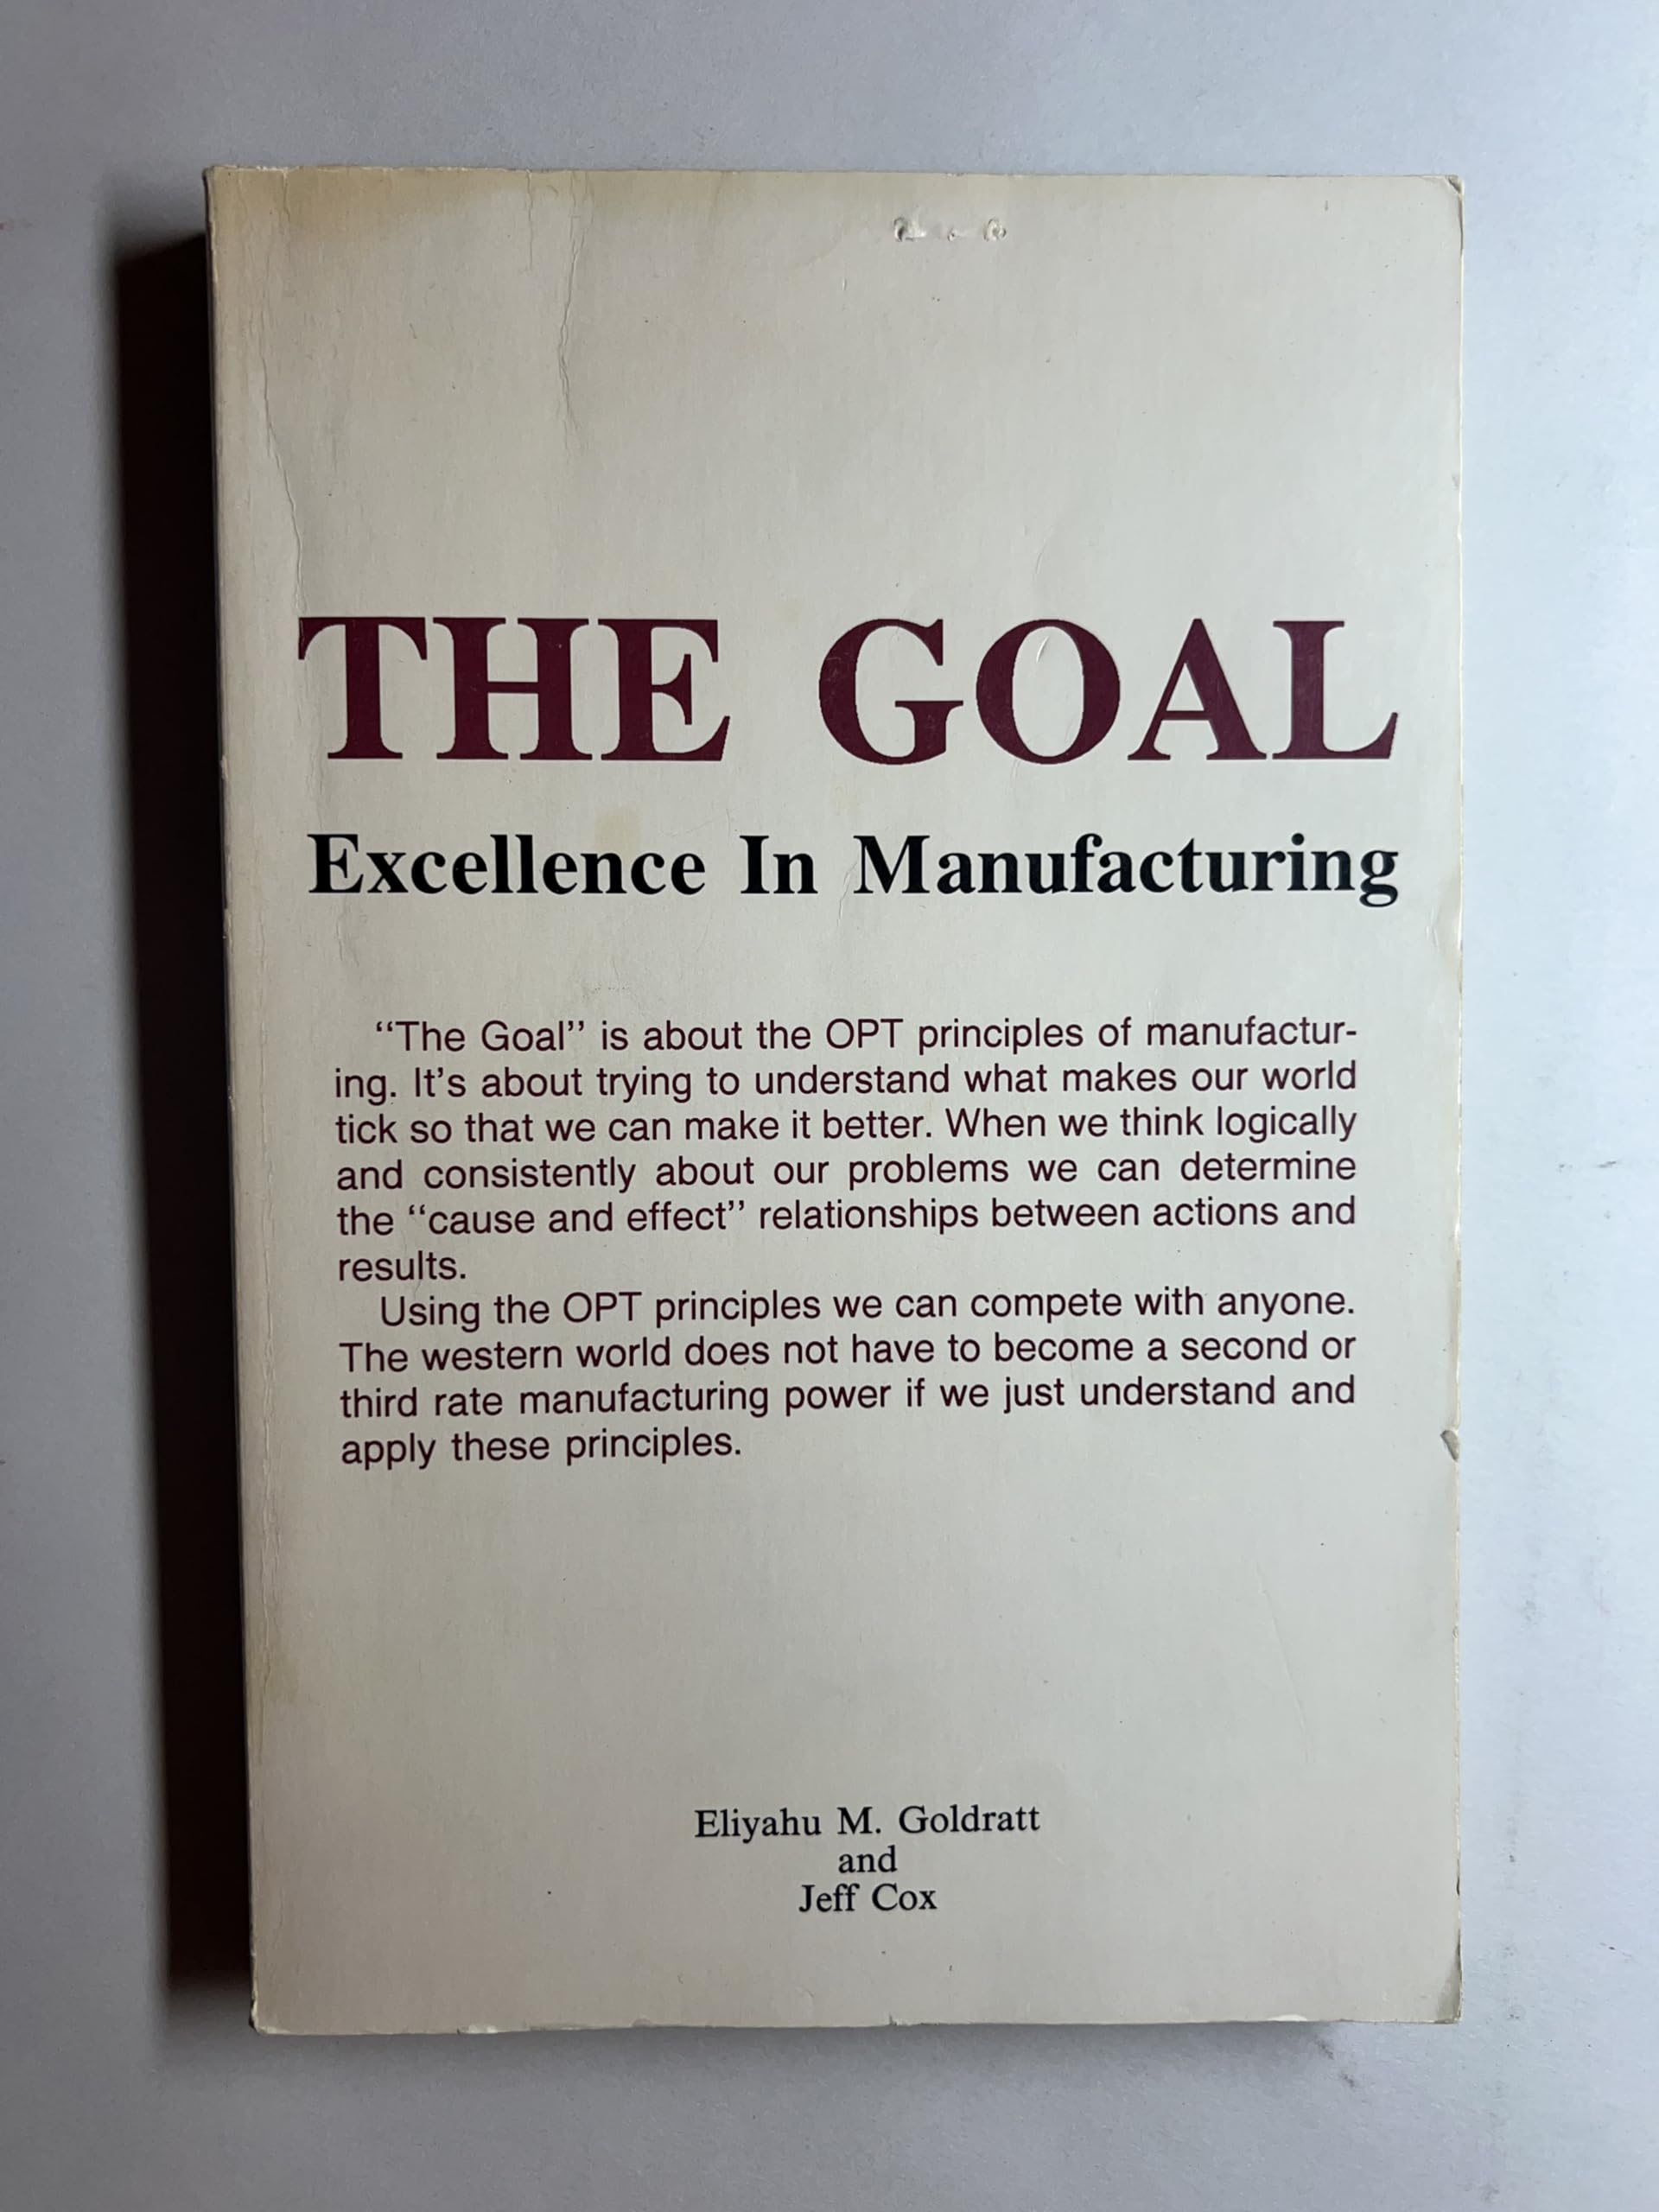 THE GOAL
Excellence In Manufacturing
“The Goal” is about the OPT principles of manufactur-
ing. It’s about trying to understand what makes our world
tick so that we can make it better. When we think logically
and consistently about our problems we can determine
the “cause and effect” relationships between actions and
results.
Using the OPT principles we can compete with anyone.
The western world does not have to become a second or
third rate manufacturing power if we just understand and
apply these principles.
Eliyahu M. Goldratt
and
Jeff Cox